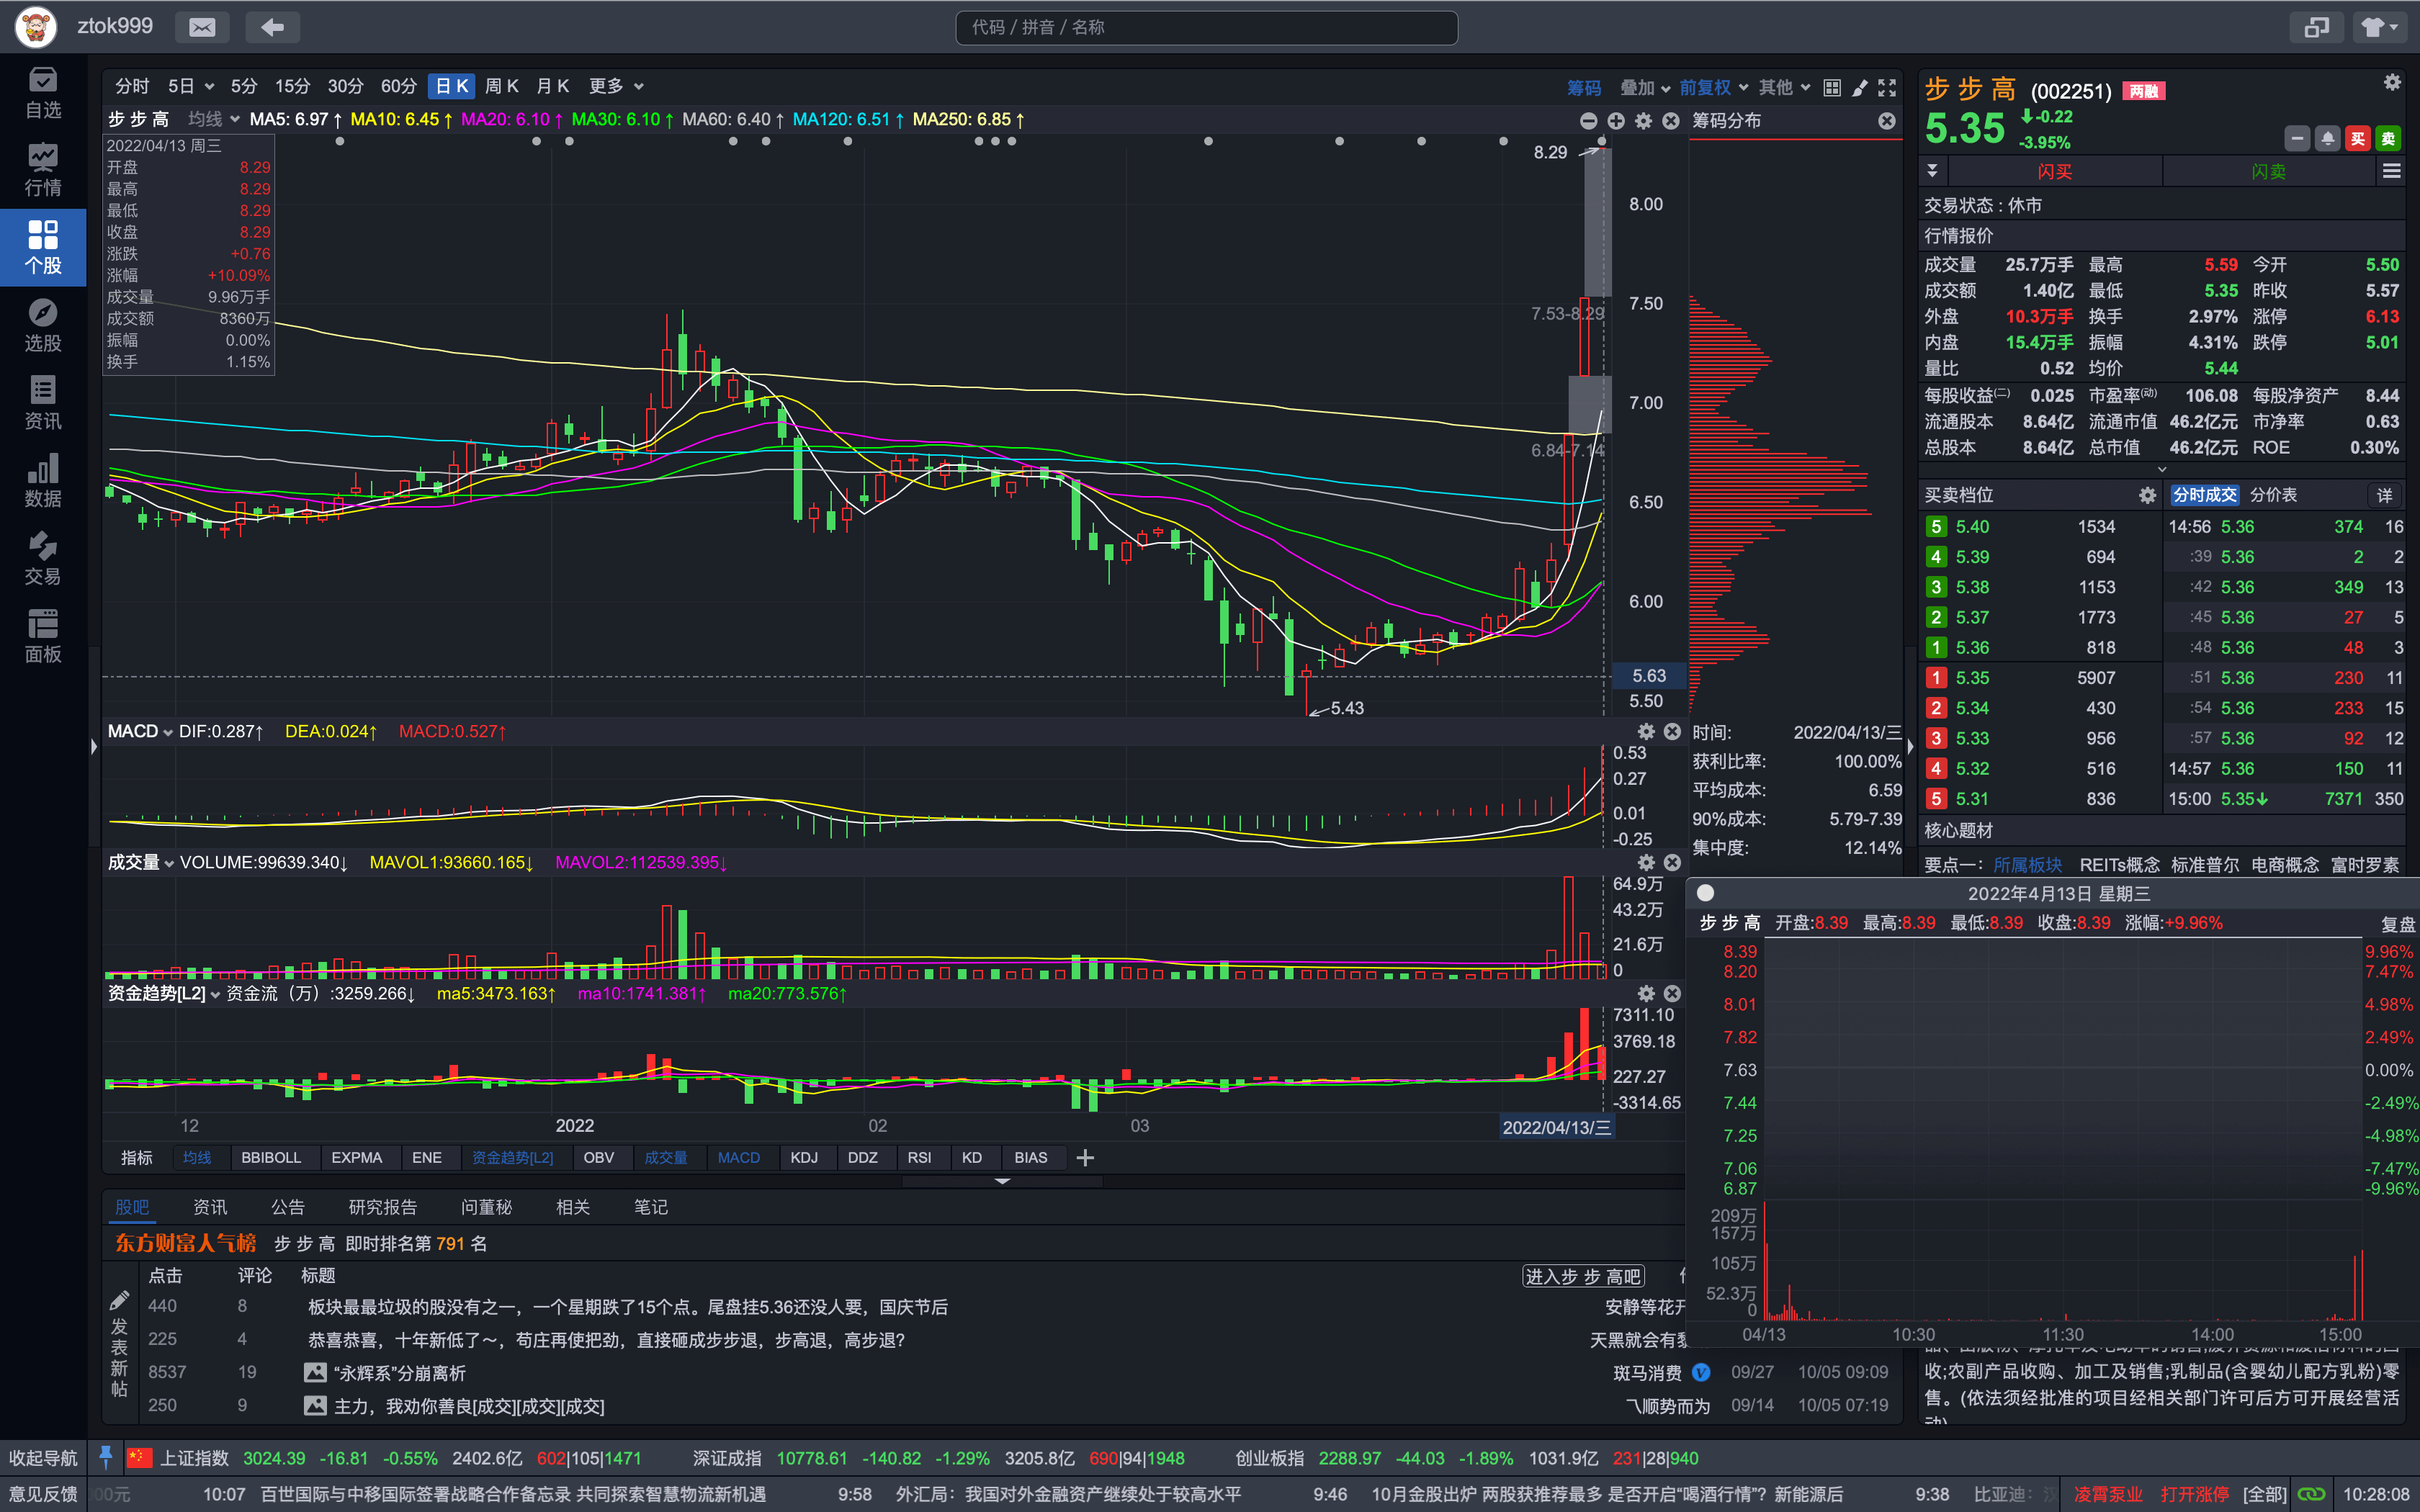 ztok999
代码 / 拼音 / 名称
自选
行情
个股
选股
资讯
数据
交易
面板
分时 5日 5分 15分 30分 60分 日K 周K 月K 更多 筹码 叠加 前复权 其他
步步高 均线 MA5: 6.97↑ MA10: 6.45↑ MA20: 6.10↑ MA30: 6.10↑ MA60: 6.40↑ MA120: 6.51↑ MA250: 6.85↑
筹码分布
2022/04/13 周三
开盘 8.29
最高 8.29
最低 8.29
收盘 8.29
涨跌 +0.76
涨幅 +10.09%
成交量 9.96万手
成交额 8360万
振幅 0.00%
换手 1.15%
8.29
8.00
7.50
7.53-8.29
7.00
6.84-7.14
6.50
6.00
5.63
5.50
5.43
MACD DIF:0.287↑ DEA:0.024↑ MACD:0.527↑
0.53
0.27
0.01
-0.25
时间: 2022/04/13/三
获利比率: 100.00%
平均成本: 6.59
90%成本: 5.79-7.39
集中度: 12.14%
成交量 VOLUME:99639.340↓ MAVOL1:93660.165↓ MAVOL2:112539.395↓
64.9万
43.2万
21.6万
0
资金趋势[L2] 资金流（万）:3259.266↓ ma5:3473.163↑ ma10:1741.381↑ ma20:773.576↑
7311.10
3769.18
227.27
-3314.65
12 2022 02 03 2022/04/13/三
指标 均线 BBIBOLL EXPMA ENE 资金趋势[L2] OBV 成交量 MACD KDJ DDZ RSI KD BIAS
股吧 资讯 公告 研究报告 问董秘 相关 笔记
东方财富人气榜 步步高 即时排名第 791 名
点击 评论 标题 进入步步高吧
发表新帖
440 8 板块最最垃圾的股没有之一，一个星期跌了15个点。尾盘挂5.36还没人要，国庆节后 安静等花开
225 4 恭喜恭喜，十年新低了～，苟庄再使把劲，直接砸成步步退，步高退，高步退？ 天黑就会有
8537 19 “永辉系”分崩离析 斑马消费 09/27 10/05 09:09
250 9 主力，我劝你善良[成交][成交][成交] 乁顺势而为 09/14 10/05 07:19
步步高 (002251) 两融
5.35 -0.22
-3.95%
买 卖
闪买 闪卖
交易状态：休市
行情报价
成交量 25.7万手 最高 5.59 今开 5.50
成交额 1.40亿 最低 5.35 昨收 5.57
外盘 10.3万手 换手 2.97% 涨停 6.13
内盘 15.4万手 振幅 4.31% 跌停 5.01
量比 0.52 均价 5.44
每股收益(二) 0.025 市盈率(动) 106.08 每股净资产 8.44
流通股本 8.64亿 流通市值 46.2亿元 市净率 0.63
总股本 8.64亿 总市值 46.2亿元 ROE 0.30%
买卖档位 分时成交 分价表 详
5 5.40 1534 14:56 5.36 374 16
4 5.39 694 :39 5.36 2 2
3 5.38 1153 :42 5.36 349 13
2 5.37 1773 :45 5.36 27 5
1 5.36 818 :48 5.36 48 3
1 5.35 5907 :51 5.36 230 11
2 5.34 430 :54 5.36 233 15
3 5.33 956 :57 5.36 92 12
4 5.32 516 14:57 5.36 150 11
5 5.31 836 15:00 5.35↓ 7371 350
核心题材
要点一：所属板块 REITs概念 标准普尔 电商概念 富时罗素
2022年4月13日 星期三
步步高 开盘:8.39 最高:8.39 最低:8.39 收盘:8.39 涨幅:+9.96% 复盘
8.39 9.96%
8.20 7.47%
8.01 4.98%
7.82 2.49%
7.63 0.00%
7.44 -2.49%
7.25 -4.98%
7.06 -7.47%
6.87 -9.96%
209万
157万
105万
52.3万
0
04/13 10:30 11:30 14:00 15:00
收;农副产品收购、加工及销售;乳制品(含婴幼儿配方乳粉)零
售。(依法须经批准的项目经相关部门许可后方可开展经营活
收起导航 上证指数 3024.39 -16.81 -0.55% 2402.6亿 602|105|1471 深证成指 10778.61 -140.82 -1.29% 3205.8亿 690|94|1948 创业板指 2288.97 -44.03 -1.89% 1031.9亿 231|28|940
意见反馈 00元 10:07 百世国际与中移国际签署战略合作备忘录 共同探索智慧物流新机遇 9:58 外汇局：我国对外金融资产继续处于较高水平 9:46 10月金股出炉 两股获推荐最多 是否开启“喝酒行情”？新能源后 9:38 比亚迪： 凌霄泵业 打开涨停 [全部] 10:28:08